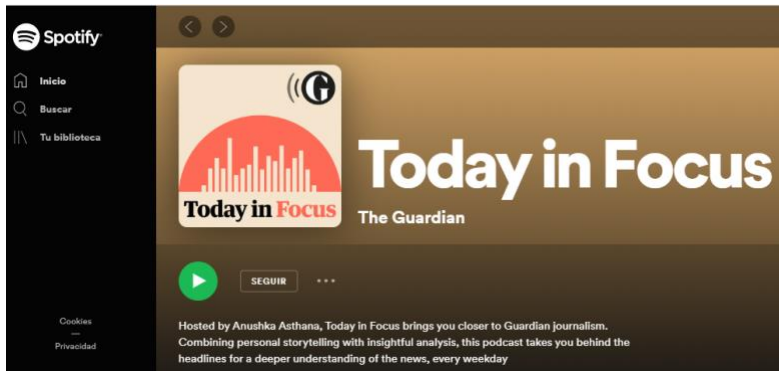 Spotify
Inicio
Buscar
Tu biblioteca
Cookies
Privacidad
G
Today in Focus
Today in Focus
The Guardian
SEGUIR
Hosted by Anushka Asthana, Today in Focus brings you closer to Guardian journalism.
Combining personal storytelling with insightful analysis, this podcast takes you behind the
headlines for a deeper understanding of the news, every weekday